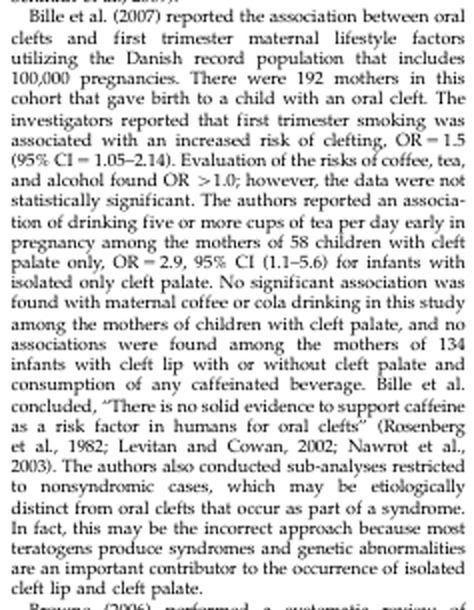 Bille et al. (2007) reported the association between oral
clefts and first trimester maternal lifestyle factors
utilizing the Danish record population that includes
100,000 pregnancies. There were 192 mothers in this
cohort that gave birth to a child with an oral cleft. The
investigators reported that first trimester smoking was
associated with an increased risk of clefting, OR = 1.5
(95% CI = 1.05–2.14). Evaluation of the risks of coffee, tea,
and alcohol found OR >1.0; however, the data were not
statistically significant. The authors reported an associa-
tion of drinking five or more cups of tea per day early in
pregnancy among the mothers of 58 children with cleft
palate only, OR = 2.9, 95% CI (1.1–5.6) for infants with
isolated only cleft palate. No significant association was
found with maternal coffee or cola drinking in this study
among the mothers of children with cleft palate, and no
associations were found among the mothers of 134
infants with cleft lip with or without cleft palate and
consumption of any caffeinated beverage. Bille et al.
concluded, “There is no solid evidence to support caffeine
as a risk factor in humans for oral clefts” (Rosenberg
et al., 1982; Levitan and Cowan, 2002; Nawrot et al.,
2003). The authors also conducted sub-analyses restricted
to nonsyndromic cases, which may be etiologically
distinct from oral clefts that occur as part of a syndrome.
In fact, this may be the incorrect approach because most
teratogens produce syndromes and genetic abnormalities
are an important contributor to the occurrence of isolated
cleft lip and cleft palate.